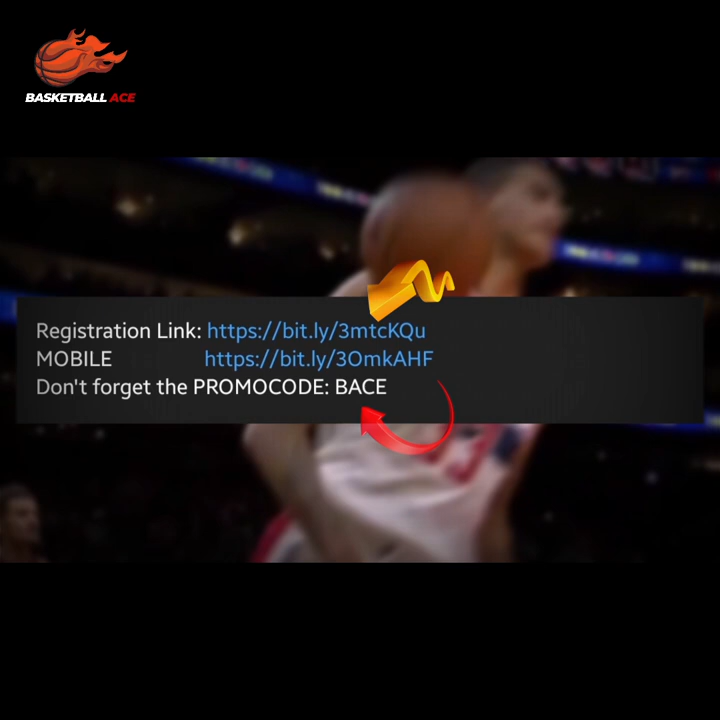 BASKETBALL ACE
Registration Link: https://bit.ly/3mtcKQu
MOBILE https://bit.ly/3OmkAHF
Don't forget the PROMOCODE: BACE